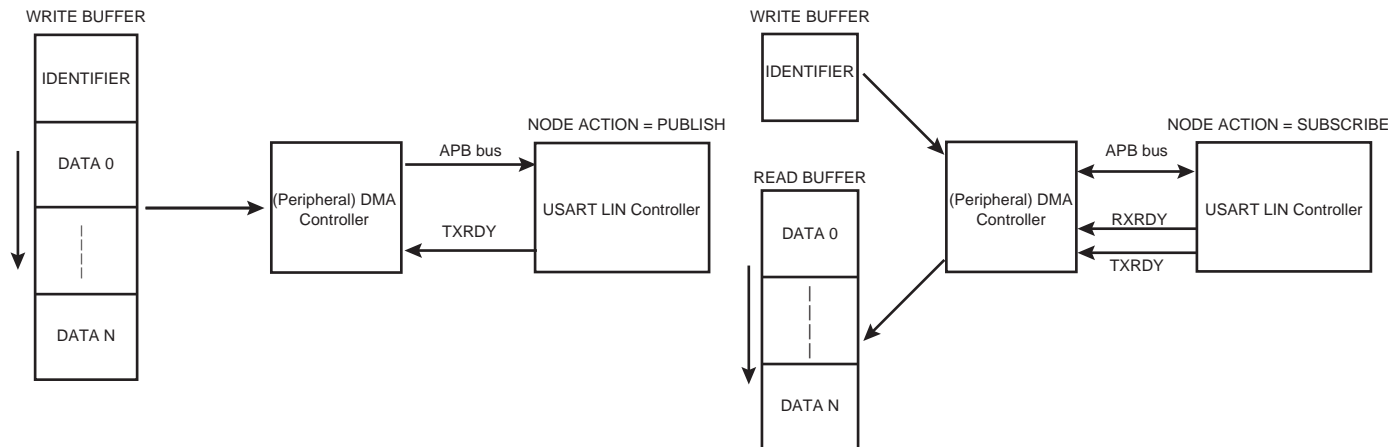 WRITE BUFFER
IDENTIFIER
DATA 0
DATA N
(Peripheral) DMA
Controller
APB bus
TXRDY
NODE ACTION = PUBLISH
USART LIN Controller
WRITE BUFFER
IDENTIFIER
READ BUFFER
DATA 0
DATA N
(Peripheral) DMA
Controller
APB bus
RXRDY
TXRDY
NODE ACTION = SUBSCRIBE
USART LIN Controller